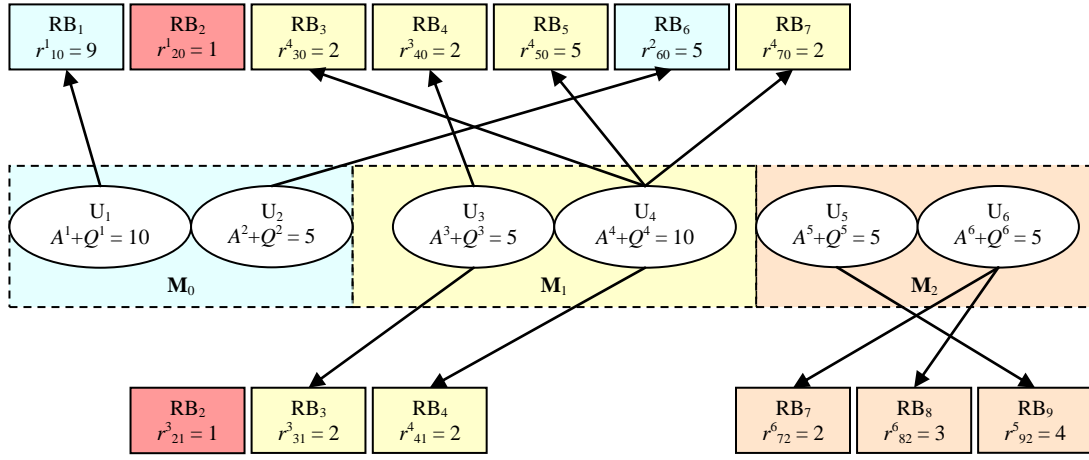 RB₁
r¹₁₀ = 9
RB₂
r¹₂₀ = 1
RB₃
r⁴₃₀ = 2
RB₄
r³₄₀ = 2
RB₅
r⁴₅₀ = 5
RB₆
r²₆₀ = 5
RB₇
r⁴₇₀ = 2
U₁
A¹+Q¹ = 10
U₂
A²+Q² = 5
U₃
A³+Q³ = 5
U₄
A⁴+Q⁴ = 10
U₅
A⁵+Q⁵ = 5
U₆
A⁶+Q⁶ = 5
M₀
M₁
M₂
RB₂
r³₂₁ = 1
RB₃
r³₃₁ = 2
RB₄
r⁴₄₁ = 2
RB₇
r⁶₇₂ = 2
RB₈
r⁶₈₂ = 3
RB₉
r⁵₉₂ = 4